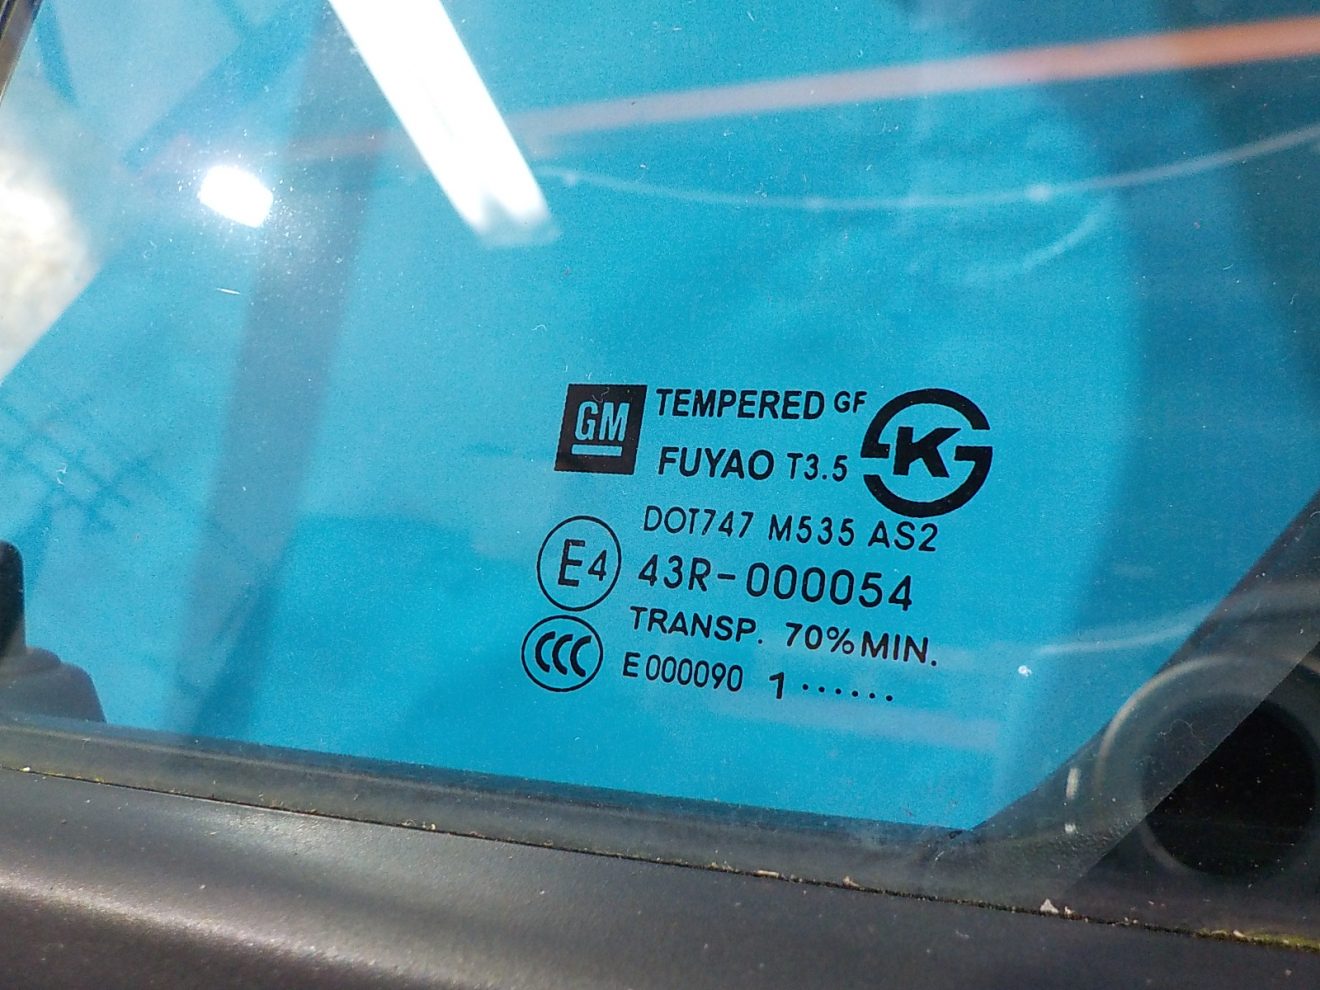 GM TEMPERED GF
FUYAO T3.5
K
DOT747 M535 AS2
E4 43R-000054
TRANSP. 70% MIN.
CCC E000090 1 ······